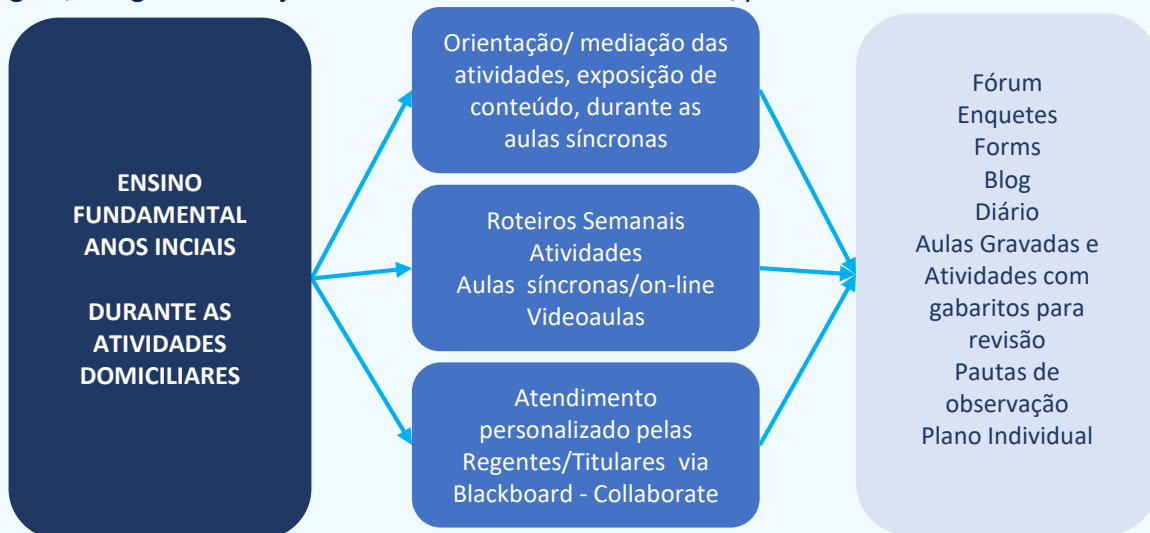 ENSINO
FUNDAMENTAL
ANOS INCIAIS
DURANTE AS
ATIVIDADES
DOMICILIARES
Orientação/ mediação das
atividades, exposição de
conteúdo, durante as
aulas síncronas
Roteiros Semanais
Atividades
Aulas síncronas/on-line
Videoaulas
Atendimento
personalizado pelas
Regentes/Titulares via
Blackboard - Collaborate
Fórum
Enquetes
Forms
Blog
Diário
Aulas Gravadas e
Atividades com
gabaritos para
revisão
Pautas de
observação
Plano Individual